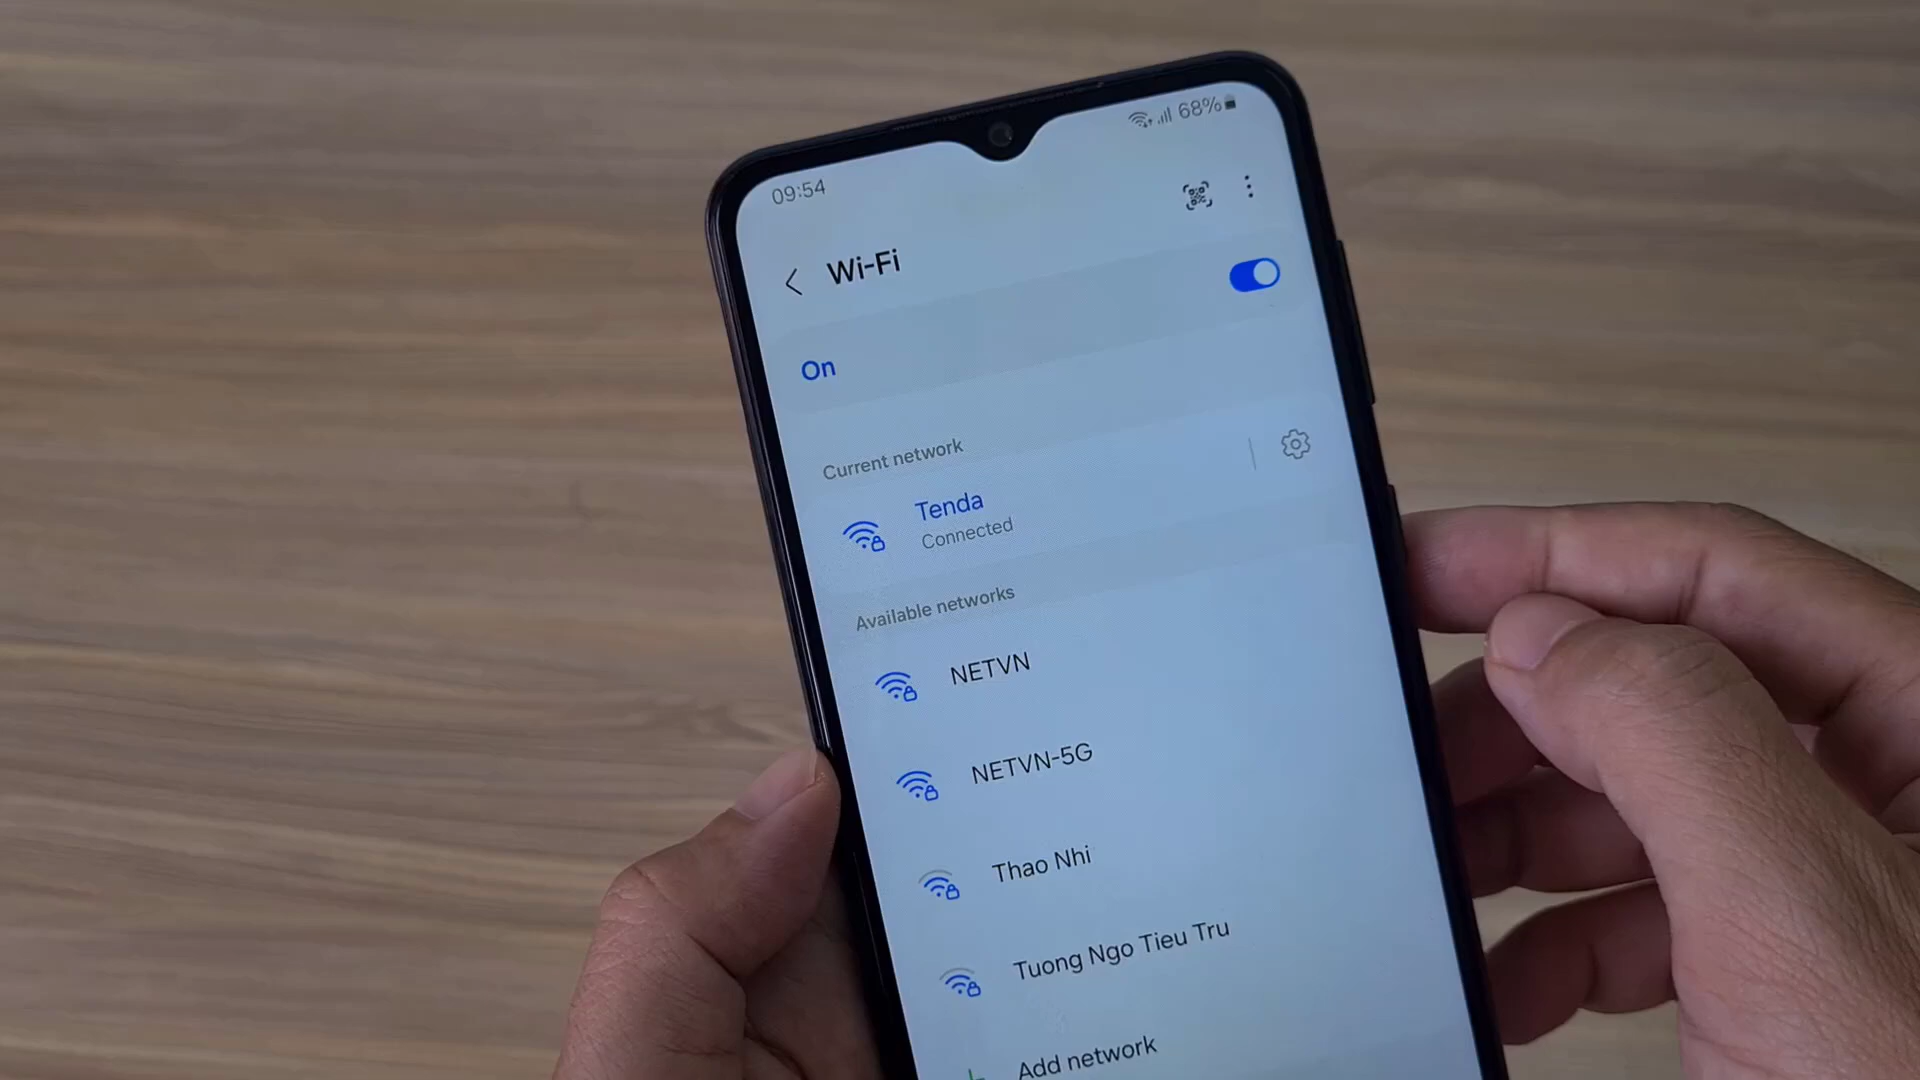 09:54
68%
Wi-Fi
On
Current network
Tenda
Connected
Available networks
NETVN
NETVN-5G
Thao Nhi
Tuong Ngo Tieu Tru
Add network